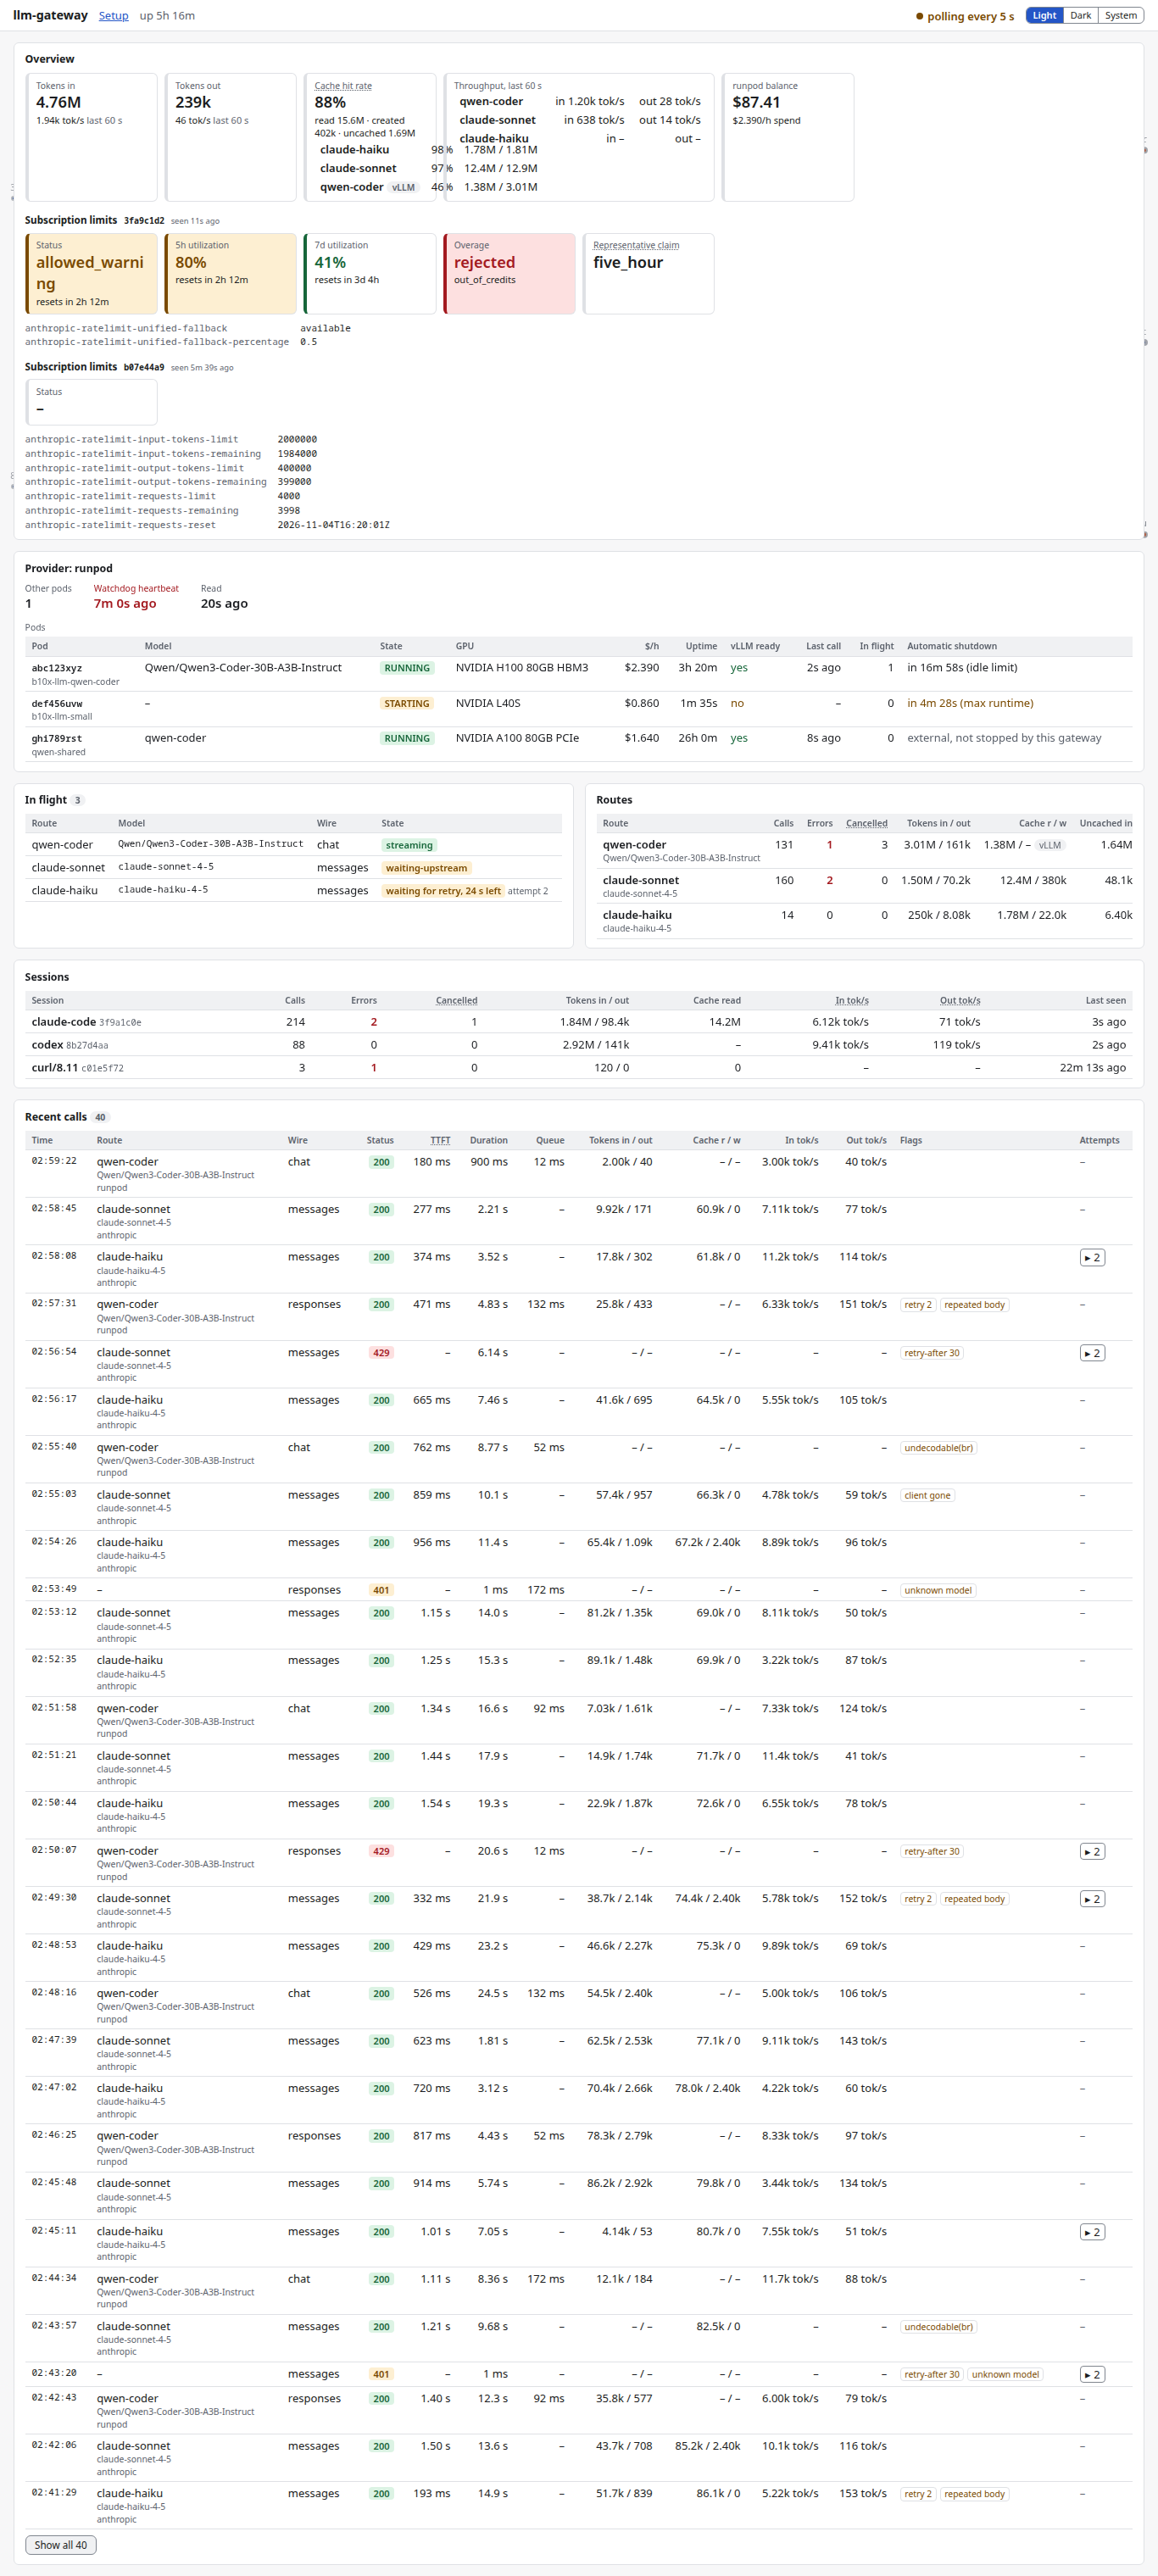 llm-gateway Setup up 5h 16m ● polling every 5 s Light Dark System
Overview
Tokens in
4.76M
1.94k tok/s last 60 s
Tokens out
239k
46 tok/s last 60 s
Cache hit rate
88%
read 15.6M · created
402k · uncached 1.69M
claude-haiku 98% 1.78M / 1.81M
claude-sonnet 97% 12.4M / 12.9M
qwen-coder vLLM 46% 1.38M / 3.01M
Throughput, last 60 s
qwen-coder in 1.20k tok/s out 28 tok/s
claude-sonnet in 638 tok/s out 14 tok/s
claude-haiku in – out –
runpod balance
$87.41
$2.390/h spend
Subscription limits 3fa9c1d2 seen 11s ago
Status
allowed_warni
ng
resets in 2h 12m
5h utilization
80%
resets in 2h 12m
7d utilization
41%
resets in 3d 4h
Overage
rejected
out_of_credits
Representative claim
five_hour
anthropic-ratelimit-unified-fallback available
anthropic-ratelimit-unified-fallback-percentage 0.5
Subscription limits b07e44a9 seen 5m 39s ago
Status
–
anthropic-ratelimit-input-tokens-limit 2000000
anthropic-ratelimit-input-tokens-remaining 1984000
anthropic-ratelimit-output-tokens-limit 400000
anthropic-ratelimit-output-tokens-remaining 399000
anthropic-ratelimit-requests-limit 4000
anthropic-ratelimit-requests-remaining 3998
anthropic-ratelimit-requests-reset 2026-11-04T16:20:01Z
Provider: runpod
Other pods Watchdog heartbeat Read
1 7m 0s ago 20s ago
Pods
Pod Model State GPU $/h Uptime vLLM ready Last call In flight Automatic shutdown
abc123xyz Qwen/Qwen3-Coder-30B-A3B-Instruct RUNNING NVIDIA H100 80GB HBM3 $2.390 3h 20m yes 2s ago 1 in 16m 58s (idle limit)
b10x-llm-qwen-coder
def456uvw – STARTING NVIDIA L40S $0.860 1m 35s no – 0 in 4m 28s (max runtime)
b10x-llm-small
ghi789rst qwen-coder RUNNING NVIDIA A100 80GB PCIe $1.640 26h 0m yes 8s ago 0 external, not stopped by this gateway
qwen-shared
In flight 3
Route Model Wire State
qwen-coder Qwen/Qwen3-Coder-30B-A3B-Instruct chat streaming
claude-sonnet claude-sonnet-4-5 messages waiting-upstream
claude-haiku claude-haiku-4-5 messages waiting for retry, 24 s left attempt 2
Routes
Route Calls Errors Cancelled Tokens in / out Cache r / w Uncached in
qwen-coder 131 1 3 3.01M / 161k 1.38M / – vLLM 1.64M
Qwen/Qwen3-Coder-30B-A3B-Instruct
claude-sonnet 160 2 0 1.50M / 70.2k 12.4M / 380k 48.1k
claude-sonnet-4-5
claude-haiku 14 0 0 250k / 8.08k 1.78M / 22.0k 6.40k
claude-haiku-4-5
Sessions
Session Calls Errors Cancelled Tokens in / out Cache read In tok/s Out tok/s Last seen
claude-code 3f9a1c0e 214 2 1 1.84M / 98.4k 14.2M 6.12k tok/s 71 tok/s 3s ago
codex 8b27d4aa 88 0 0 2.92M / 141k – 9.41k tok/s 119 tok/s 2s ago
curl/8.11 c01e5f72 3 1 0 120 / 0 0 – – 22m 13s ago
Recent calls 40
Time Route Wire Status TTFT Duration Queue Tokens in / out Cache r / w In tok/s Out tok/s Flags Attempts
02:59:22 qwen-coder chat 200 180 ms 900 ms 12 ms 2.00k / 40 – / – 3.00k tok/s 40 tok/s –
Qwen/Qwen3-Coder-30B-A3B-Instruct
runpod
02:58:45 claude-sonnet messages 200 277 ms 2.21 s – 9.92k / 171 60.9k / 0 7.11k tok/s 77 tok/s –
claude-sonnet-4-5
anthropic
02:58:08 claude-haiku messages 200 374 ms 3.52 s – 17.8k / 302 61.8k / 0 11.2k tok/s 114 tok/s ▸ 2
claude-haiku-4-5
anthropic
02:57:31 qwen-coder responses 200 471 ms 4.83 s 132 ms 25.8k / 433 – / – 6.33k tok/s 151 tok/s retry 2 repeated body –
Qwen/Qwen3-Coder-30B-A3B-Instruct
runpod
02:56:54 claude-sonnet messages 429 – 6.14 s – – / – – / – – – retry-after 30 ▸ 2
claude-sonnet-4-5
anthropic
02:56:17 claude-haiku messages 200 665 ms 7.46 s – 41.6k / 695 64.5k / 0 5.55k tok/s 105 tok/s –
claude-haiku-4-5
anthropic
02:55:40 qwen-coder chat 200 762 ms 8.77 s 52 ms – / – – / – – – undecodable(br) –
Qwen/Qwen3-Coder-30B-A3B-Instruct
runpod
02:55:03 claude-sonnet messages 200 859 ms 10.1 s – 57.4k / 957 66.3k / 0 4.78k tok/s 59 tok/s client gone –
claude-sonnet-4-5
anthropic
02:54:26 claude-haiku messages 200 956 ms 11.4 s – 65.4k / 1.09k 67.2k / 2.40k 8.89k tok/s 96 tok/s –
claude-haiku-4-5
anthropic
02:53:49 – responses 401 – 1 ms 172 ms – / – – / – – – unknown model –
02:53:12 claude-sonnet messages 200 1.15 s 14.0 s – 81.2k / 1.35k 69.0k / 0 8.11k tok/s 50 tok/s –
claude-sonnet-4-5
anthropic
02:52:35 claude-haiku messages 200 1.25 s 15.3 s – 89.1k / 1.48k 69.9k / 0 3.22k tok/s 87 tok/s –
claude-haiku-4-5
anthropic
02:51:58 qwen-coder chat 200 1.34 s 16.6 s 92 ms 7.03k / 1.61k – / – 7.33k tok/s 124 tok/s –
Qwen/Qwen3-Coder-30B-A3B-Instruct
runpod
02:51:21 claude-sonnet messages 200 1.44 s 17.9 s – 14.9k / 1.74k 71.7k / 0 11.4k tok/s 41 tok/s –
claude-sonnet-4-5
anthropic
02:50:44 claude-haiku messages 200 1.54 s 19.3 s – 22.9k / 1.87k 72.6k / 0 6.55k tok/s 78 tok/s –
claude-haiku-4-5
anthropic
02:50:07 qwen-coder responses 429 – 20.6 s 12 ms – / – – / – – – retry-after 30 ▸ 2
Qwen/Qwen3-Coder-30B-A3B-Instruct
runpod
02:49:30 claude-sonnet messages 200 332 ms 21.9 s – 38.7k / 2.14k 74.4k / 2.40k 5.78k tok/s 152 tok/s retry 2 repeated body ▸ 2
claude-sonnet-4-5
anthropic
02:48:53 claude-haiku messages 200 429 ms 23.2 s – 46.6k / 2.27k 75.3k / 0 9.89k tok/s 69 tok/s –
claude-haiku-4-5
anthropic
02:48:16 qwen-coder chat 200 526 ms 24.5 s 132 ms 54.5k / 2.40k – / – 5.00k tok/s 106 tok/s –
Qwen/Qwen3-Coder-30B-A3B-Instruct
runpod
02:47:39 claude-sonnet messages 200 623 ms 1.81 s – 62.5k / 2.53k 77.1k / 0 9.11k tok/s 143 tok/s –
claude-sonnet-4-5
anthropic
02:47:02 claude-haiku messages 200 720 ms 3.12 s – 70.4k / 2.66k 78.0k / 2.40k 4.22k tok/s 60 tok/s –
claude-haiku-4-5
anthropic
02:46:25 qwen-coder responses 200 817 ms 4.43 s 52 ms 78.3k / 2.79k – / – 8.33k tok/s 97 tok/s –
Qwen/Qwen3-Coder-30B-A3B-Instruct
runpod
02:45:48 claude-sonnet messages 200 914 ms 5.74 s – 86.2k / 2.92k 79.8k / 0 3.44k tok/s 134 tok/s –
claude-sonnet-4-5
anthropic
02:45:11 claude-haiku messages 200 1.01 s 7.05 s – 4.14k / 53 80.7k / 0 7.55k tok/s 51 tok/s ▸ 2
claude-haiku-4-5
anthropic
02:44:34 qwen-coder chat 200 1.11 s 8.36 s 172 ms 12.1k / 184 – / – 11.7k tok/s 88 tok/s –
Qwen/Qwen3-Coder-30B-A3B-Instruct
runpod
02:43:57 claude-sonnet messages 200 1.21 s 9.68 s – – / – 82.5k / 0 – – undecodable(br) –
claude-sonnet-4-5
anthropic
02:43:20 – messages 401 – 1 ms – – / – – / – – – retry-after 30 unknown model ▸ 2
02:42:43 qwen-coder responses 200 1.40 s 12.3 s 92 ms 35.8k / 577 – / – 6.00k tok/s 79 tok/s –
Qwen/Qwen3-Coder-30B-A3B-Instruct
runpod
02:42:06 claude-sonnet messages 200 1.50 s 13.6 s – 43.7k / 708 85.2k / 2.40k 10.1k tok/s 116 tok/s –
claude-sonnet-4-5
anthropic
02:41:29 claude-haiku messages 200 193 ms 14.9 s – 51.7k / 839 86.1k / 0 5.22k tok/s 153 tok/s retry 2 repeated body –
claude-haiku-4-5
anthropic
Show all 40